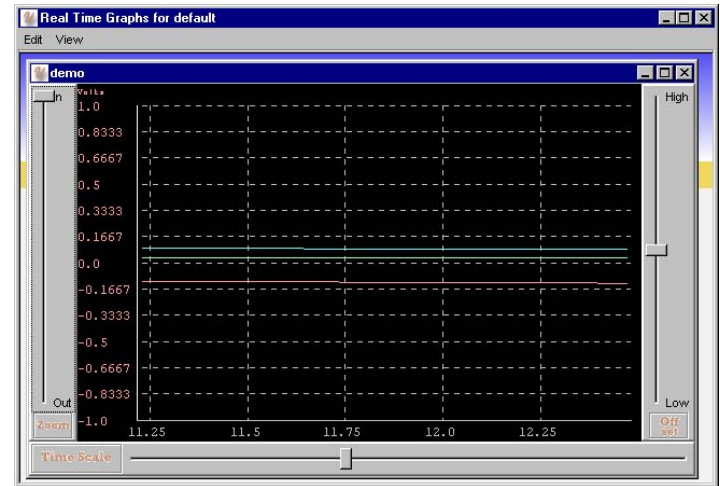 Real Time Graphs for default
Edit View
demo
In
Volts
High
1.0
0.8333
0.6667
0.5
0.3333
0.1667
0.0
-0.1667
-0.3333
-0.5
-0.6667
-0.8333
Out
Low
-1.0
Zoom
Off
set
11.25 11.5 11.75 12.0 12.25
Time Scale